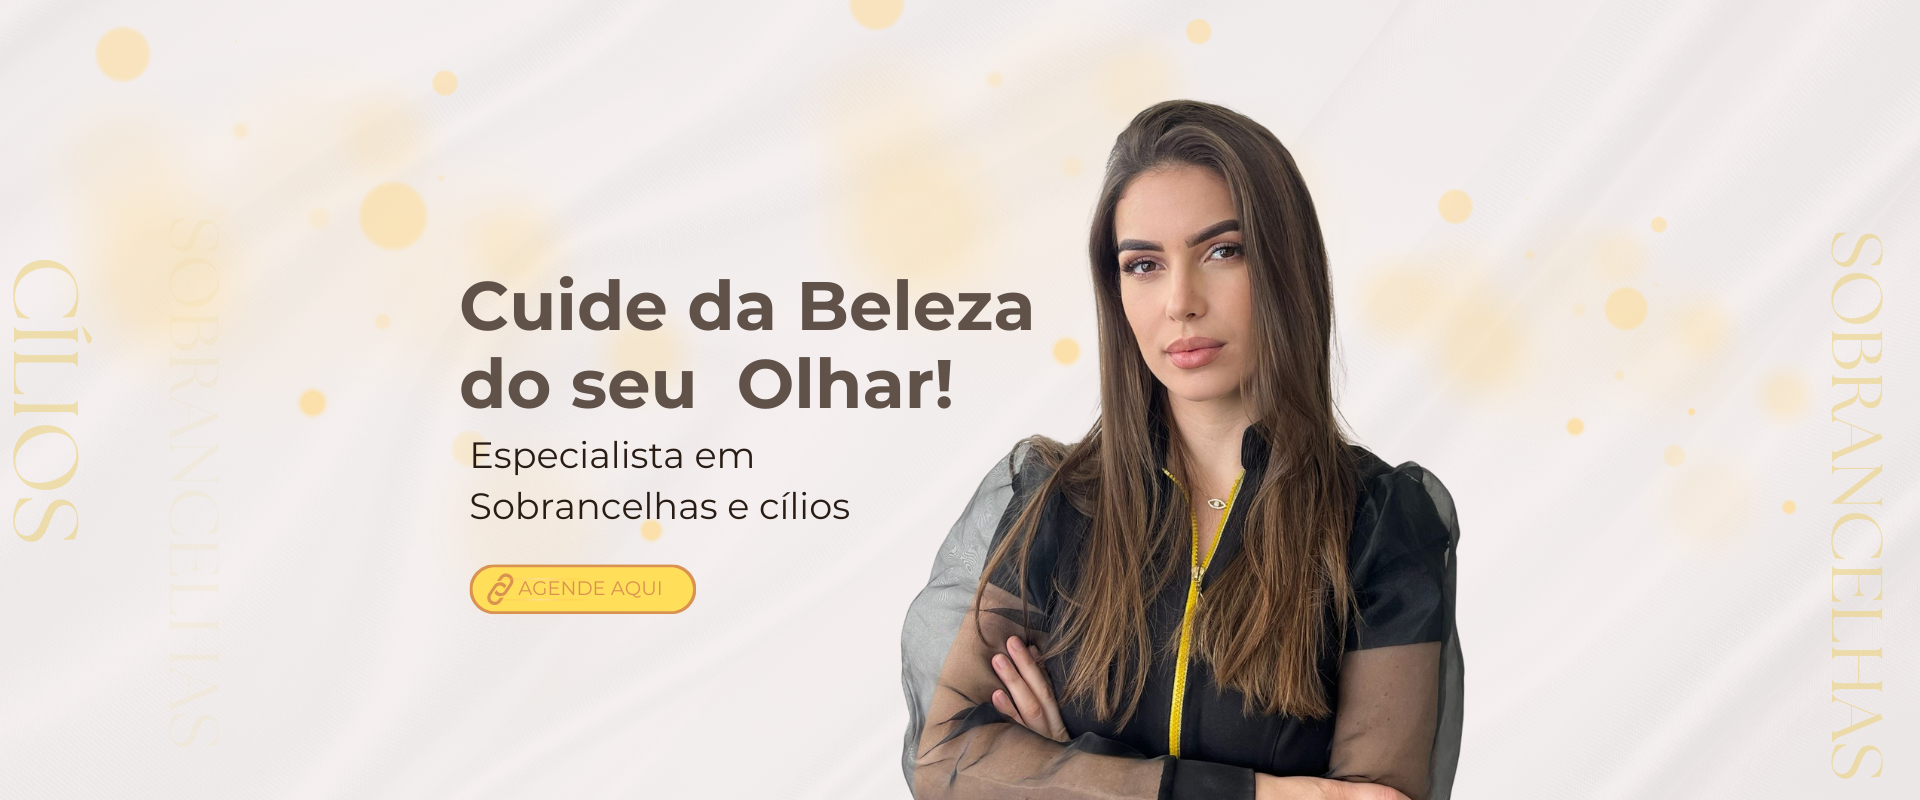 CÍLIOS
SOBRANCELHAS
Cuide da Beleza
do seu  Olhar!
Especialista em
Sobrancelhas e cílios
AGENDE AQUI
SOBRANCELHAS